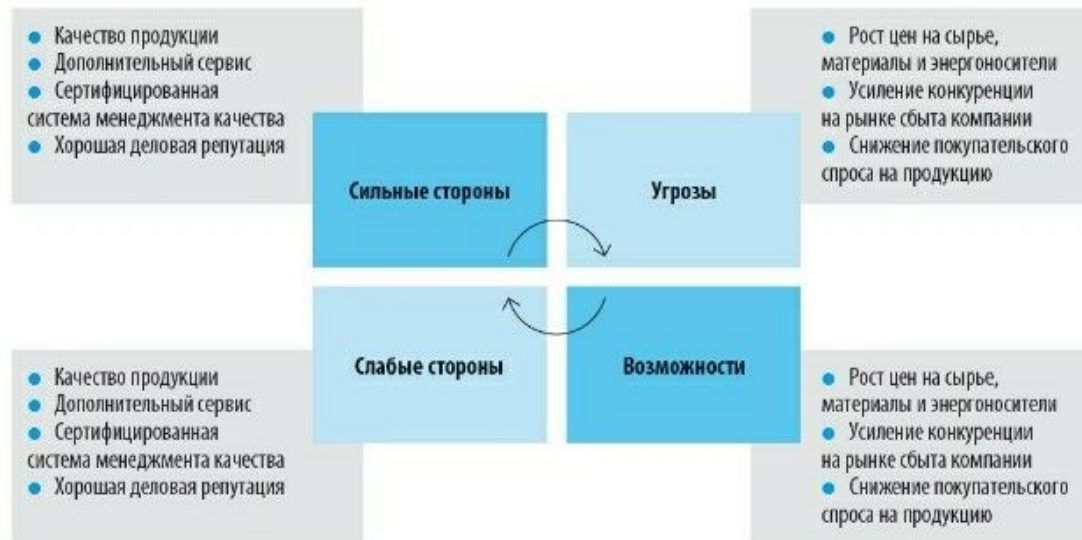 ● Качество продукции
● Дополнительный сервис
● Сертифицированная
система менеджмента качества
● Хорошая деловая репутация
Сильные стороны
Угрозы
● Рост цен на сырье,
материалы и энергоносители
● Усиление конкуренции
на рынке сбыта компании
● Снижение покупательского
спроса на продукцию
● Качество продукции
● Дополнительный сервис
● Сертифицированная
система менеджмента качества
● Хорошая деловая репутация
Слабые стороны
Возможности
● Рост цен на сырье,
материалы и энергоносители
● Усиление конкуренции
на рынке сбыта компании
● Снижение покупательского
спроса на продукцию